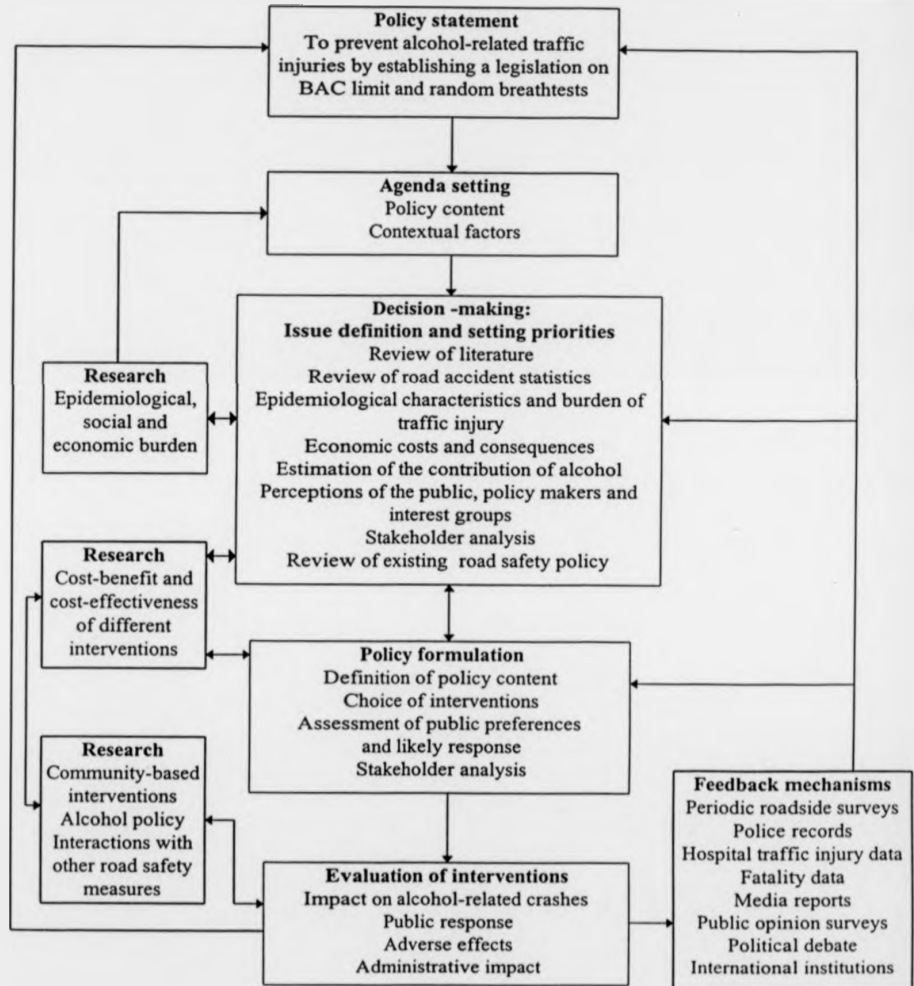 Policy statement
To prevent alcohol-related traffic
injuries by establishing a legislation on
BAC limit and random breathtests
Agenda setting
Policy content
Contextual factors
Decision -making:
Issue definition and setting priorities
Review of literature
Review of road accident statistics
Epidemiological characteristics and burden of
traffic injury
Economic costs and consequences
Estimation of the contribution of alcohol
Perceptions of the public, policy makers and
interest groups
Stakeholder analysis
Review of existing road safety policy
Research
Epidemiological,
social and
economic burden
Research
Cost-benefit and
cost-effectiveness
of different
interventions
Policy formulation
Definition of policy content
Choice of interventions
Assessment of public preferences
and likely response
Stakeholder analysis
Research
Community-based
interventions
Alcohol policy
Interactions with
other road safety
measures
Evaluation of interventions
Impact on alcohol-related crashes
Public response
Adverse effects
Administrative impact
Feedback mechanisms
Periodic roadside surveys
Police records
Hospital traffic injury data
Fatality data
Media reports
Public opinion surveys
Political debate
International institutions